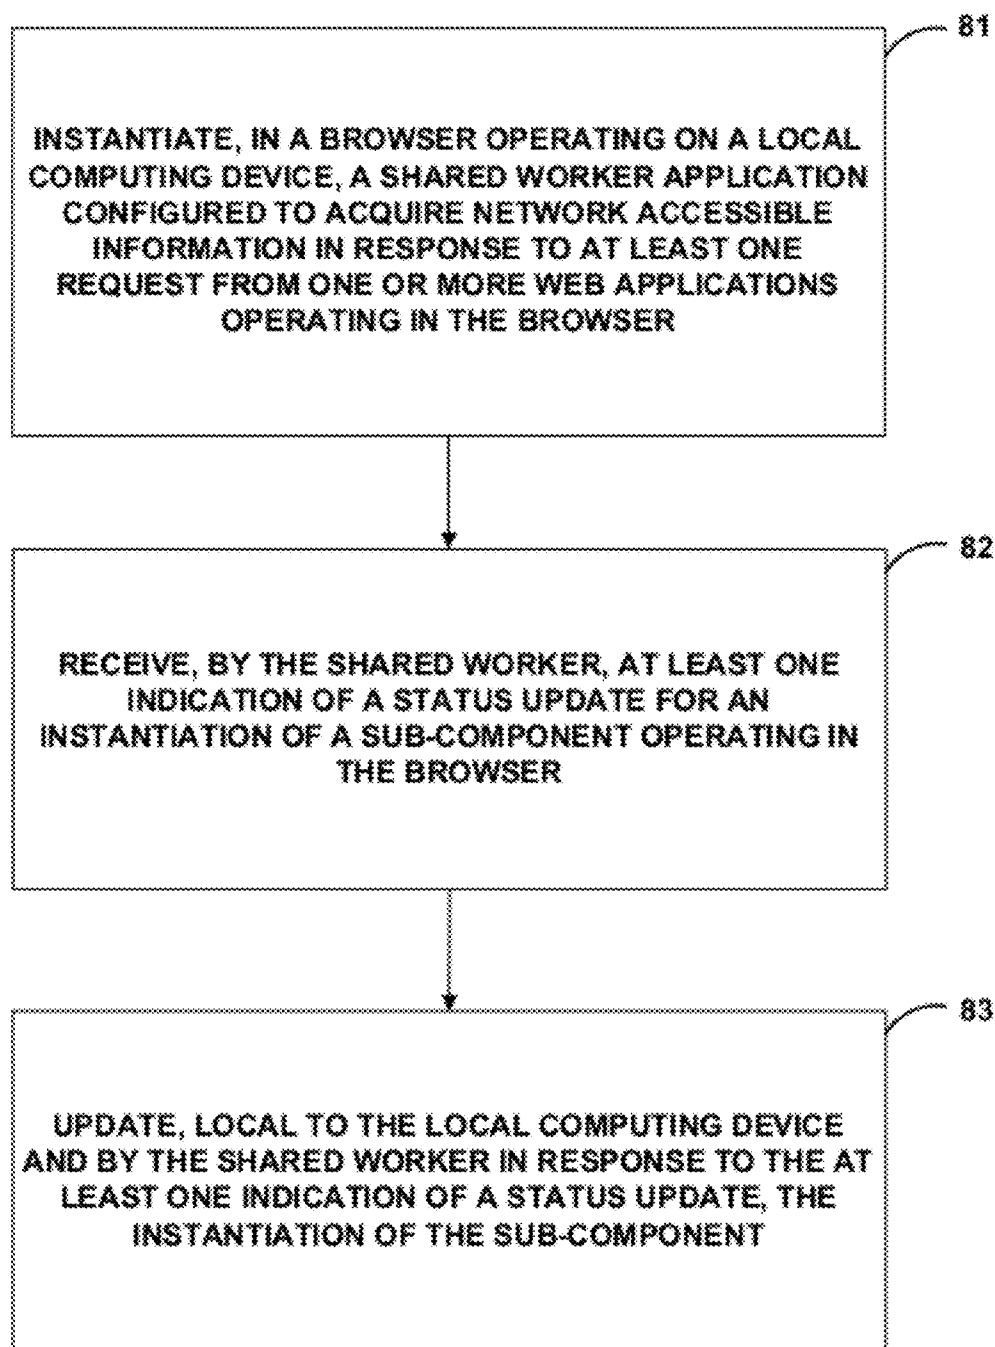 81
INSTANTIATE, IN A BROWSER OPERATING ON A LOCAL
COMPUTING DEVICE, A SHARED WORKER APPLICATION
CONFIGURED TO ACQUIRE NETWORK ACCESSIBLE
INFORMATION IN RESPONSE TO AT LEAST ONE
REQUEST FROM ONE OR MORE WEB APPLICATIONS
OPERATING IN THE BROWSER
82
RECEIVE, BY THE SHARED WORKER, AT LEAST ONE
INDICATION OF A STATUS UPDATE FOR AN
INSTANTIATION OF A SUB-COMPONENT OPERATING IN
THE BROWSER
83
UPDATE, LOCAL TO THE LOCAL COMPUTING DEVICE
AND BY THE SHARED WORKER IN RESPONSE TO THE AT
LEAST ONE INDICATION OF A STATUS UPDATE, THE
INSTANTIATION OF THE SUB-COMPONENT